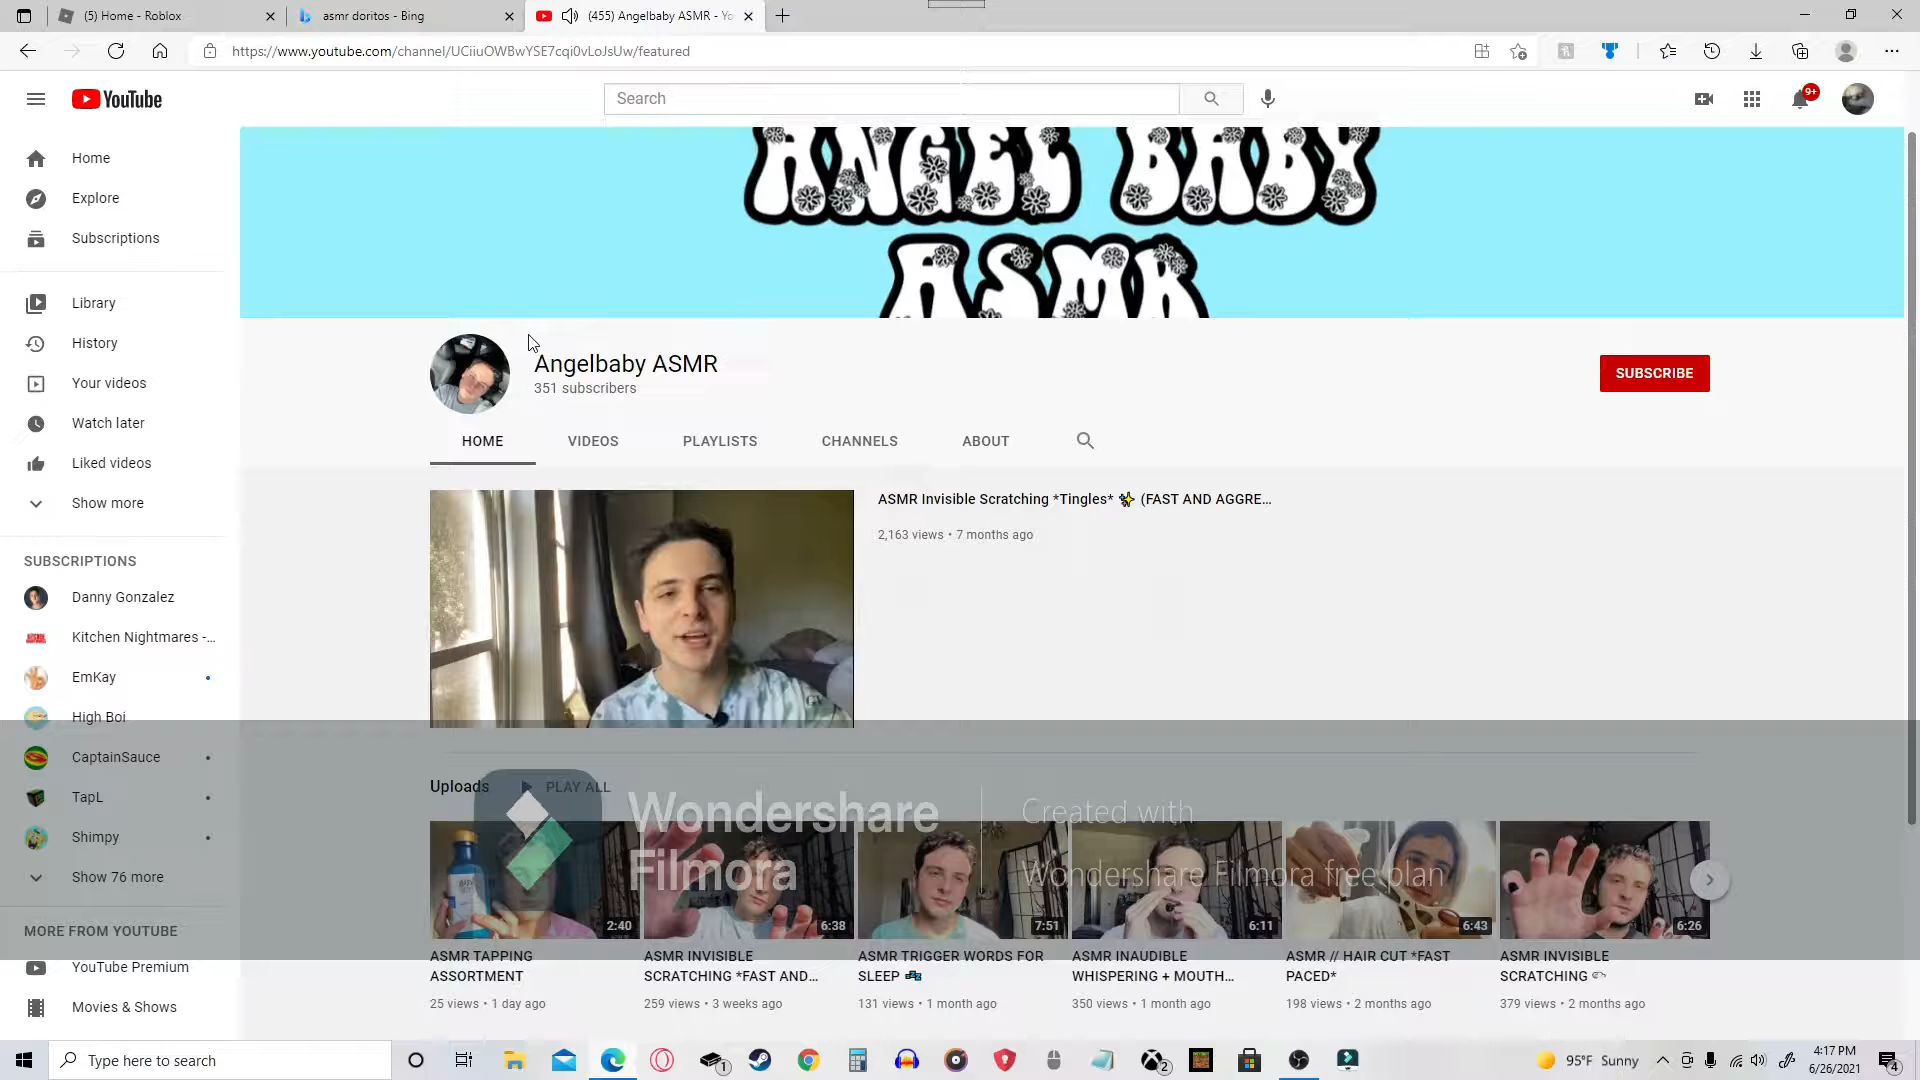 (5) Home - Roblox
asmr doritos - Bing
(455) Angelbaby ASMR - Yo
https://www.youtube.com/channel/UCiiuOWBwYSE7cqi0vLoJsUw/featured
YouTube
Search
9+
Home
Explore
Subscriptions
Library
History
Your videos
Watch later
Liked videos
Show more
SUBSCRIPTIONS
Danny Gonzalez
Kitchen Nightmares -...
EmKay
High Boi
CaptainSauce
TapL
Shimpy
Show 76 more
MORE FROM YOUTUBE
YouTube Premium
Movies & Shows
ANGEL BABY
ASMR
Angelbaby ASMR
351 subscribers
SUBSCRIBE
HOME
VIDEOS
PLAYLISTS
CHANNELS
ABOUT
ASMR Invisible Scratching *Tingles* ✨ (FAST AND AGGRE...
2,163 views • 7 months ago
Uploads
PLAY ALL
Wondershare
Filmora
Created with
Wondershare Filmora free plan
2:40
6:38
7:51
6:11
6:43
6:26
ASMR TAPPING
ASSORTMENT
25 views • 1 day ago
ASMR INVISIBLE
SCRATCHING *FAST AND...
259 views • 3 weeks ago
ASMR TRIGGER WORDS FOR
SLEEP 💤
131 views • 1 month ago
ASMR INAUDIBLE
WHISPERING + MOUTH...
350 views • 1 month ago
ASMR // HAIR CUT *FAST
PACED*
198 views • 2 months ago
ASMR INVISIBLE
SCRATCHING
379 views • 2 months ago
Type here to search
1
2
95°F Sunny
4:17 PM
6/26/2021
4